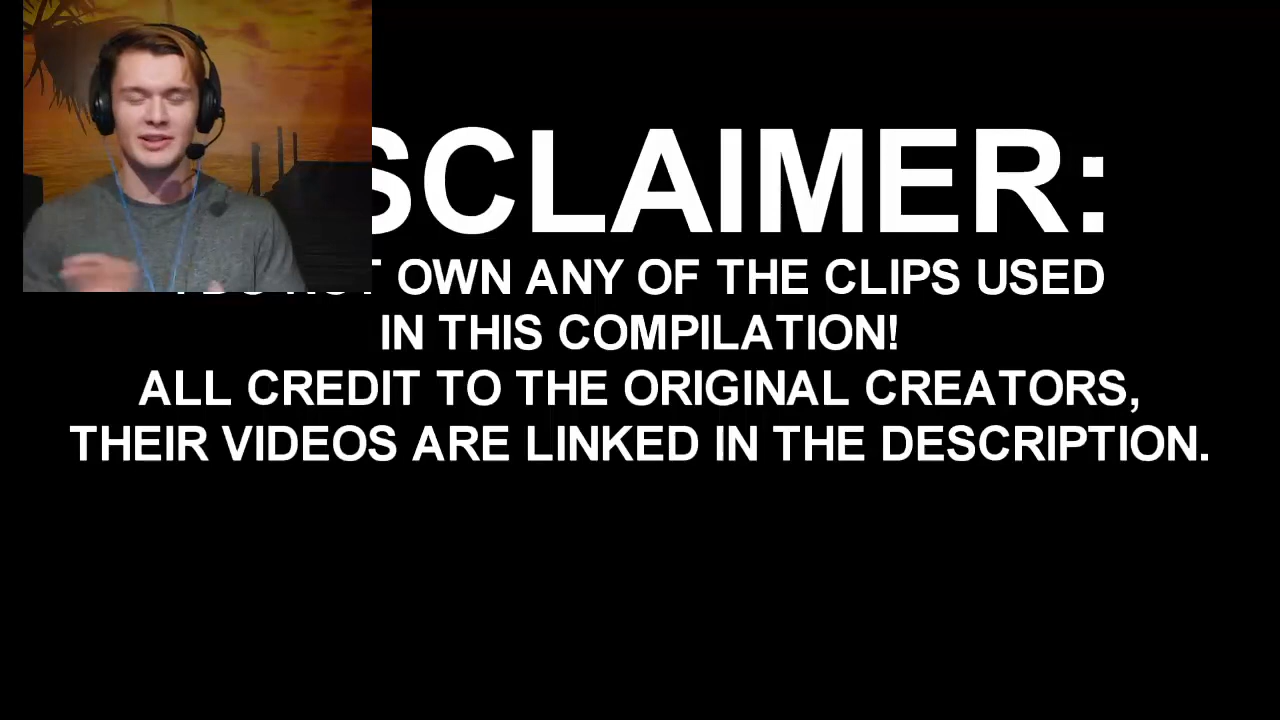 SCLAIMER:
OWN ANY OF THE CLIPS USED
IN THIS COMPILATION!
ALL CREDIT TO THE ORIGINAL CREATORS,
THEIR VIDEOS ARE LINKED IN THE DESCRIPTION.